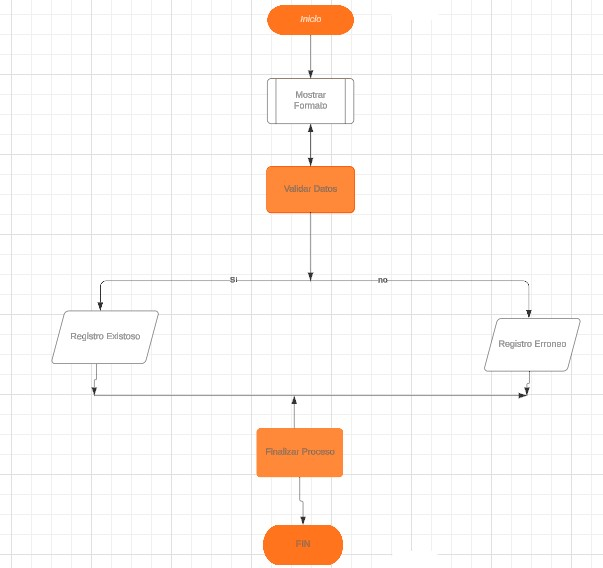 Inicio
Mostrar
Formato
Validar Datos
Si
no
Registro Existoso
Registro Erroneo
Finalizar Proceso
FIN